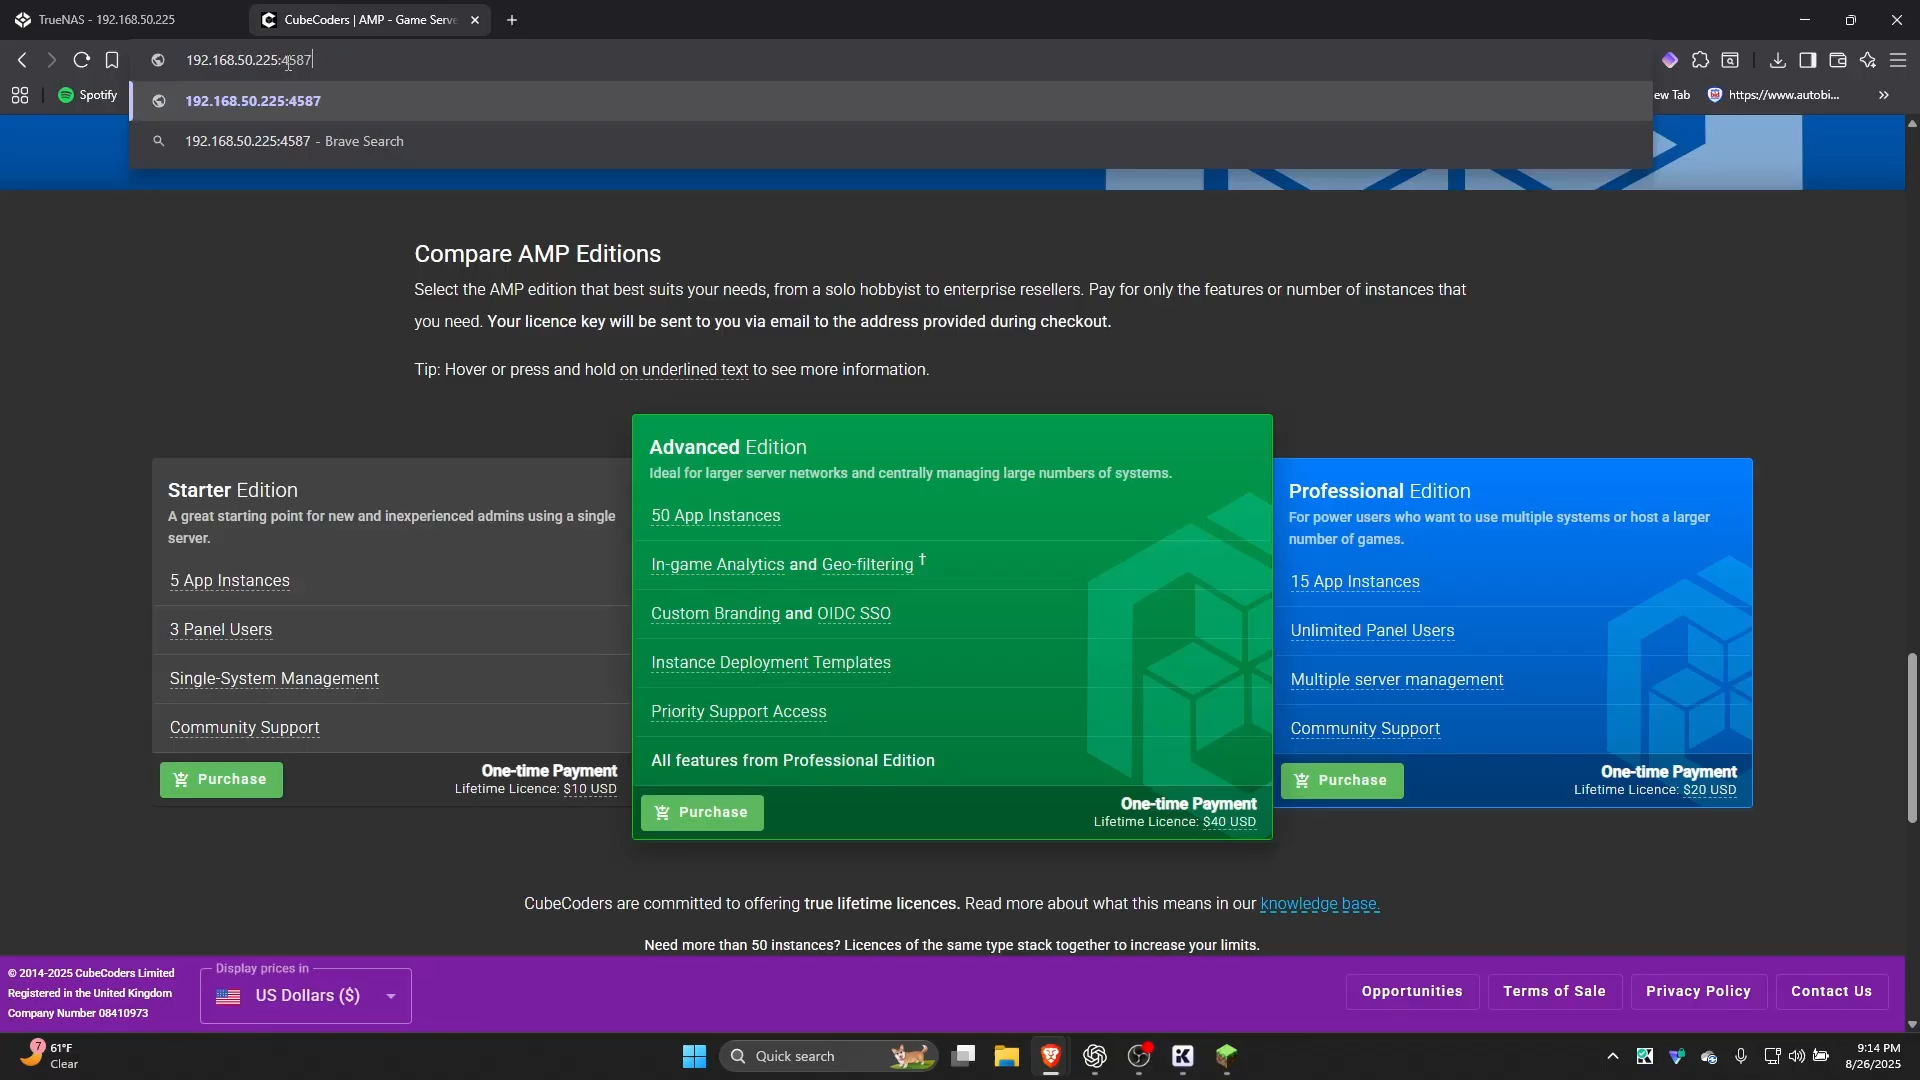 TrueNAS - 192.168.50.225
CubeCoders | AMP - Game Serve
192.168.50.225:4587
Spotify
192.168.50.225:4587
ew Tab
https://www.autobi...
192.168.50.225:4587 - Brave Search
Compare AMP Editions
Select the AMP edition that best suits your needs, from a solo hobbyist to enterprise resellers. Pay for only the features or number of instances that
you need. Your licence key will be sent to you via email to the address provided during checkout.
Tip: Hover or press and hold on underlined text to see more information.
Starter Edition
A great starting point for new and inexperienced admins using a single
server.
5 App Instances
3 Panel Users
Single-System Management
Community Support
Purchase
One-time Payment
Lifetime Licence: $10 USD
Advanced Edition
Ideal for larger server networks and centrally managing large numbers of systems.
50 App Instances
In-game Analytics and Geo-filtering †
Custom Branding and OIDC SSO
Instance Deployment Templates
Priority Support Access
All features from Professional Edition
Purchase
One-time Payment
Lifetime Licence: $40 USD
Professional Edition
For power users who want to use multiple systems or host a larger
number of games.
15 App Instances
Unlimited Panel Users
Multiple server management
Community Support
Purchase
One-time Payment
Lifetime Licence: $20 USD
CubeCoders are committed to offering true lifetime licences. Read more about what this means in our knowledge base.
Need more than 50 instances? Licences of the same type stack together to increase your limits.
© 2014-2025 CubeCoders Limited
Registered in the United Kingdom
Company Number 08410973
Display prices in
US Dollars ($)
Opportunities
Terms of Sale
Privacy Policy
Contact Us
7
61°F
Clear
Quick search
9:14 PM
8/26/2025